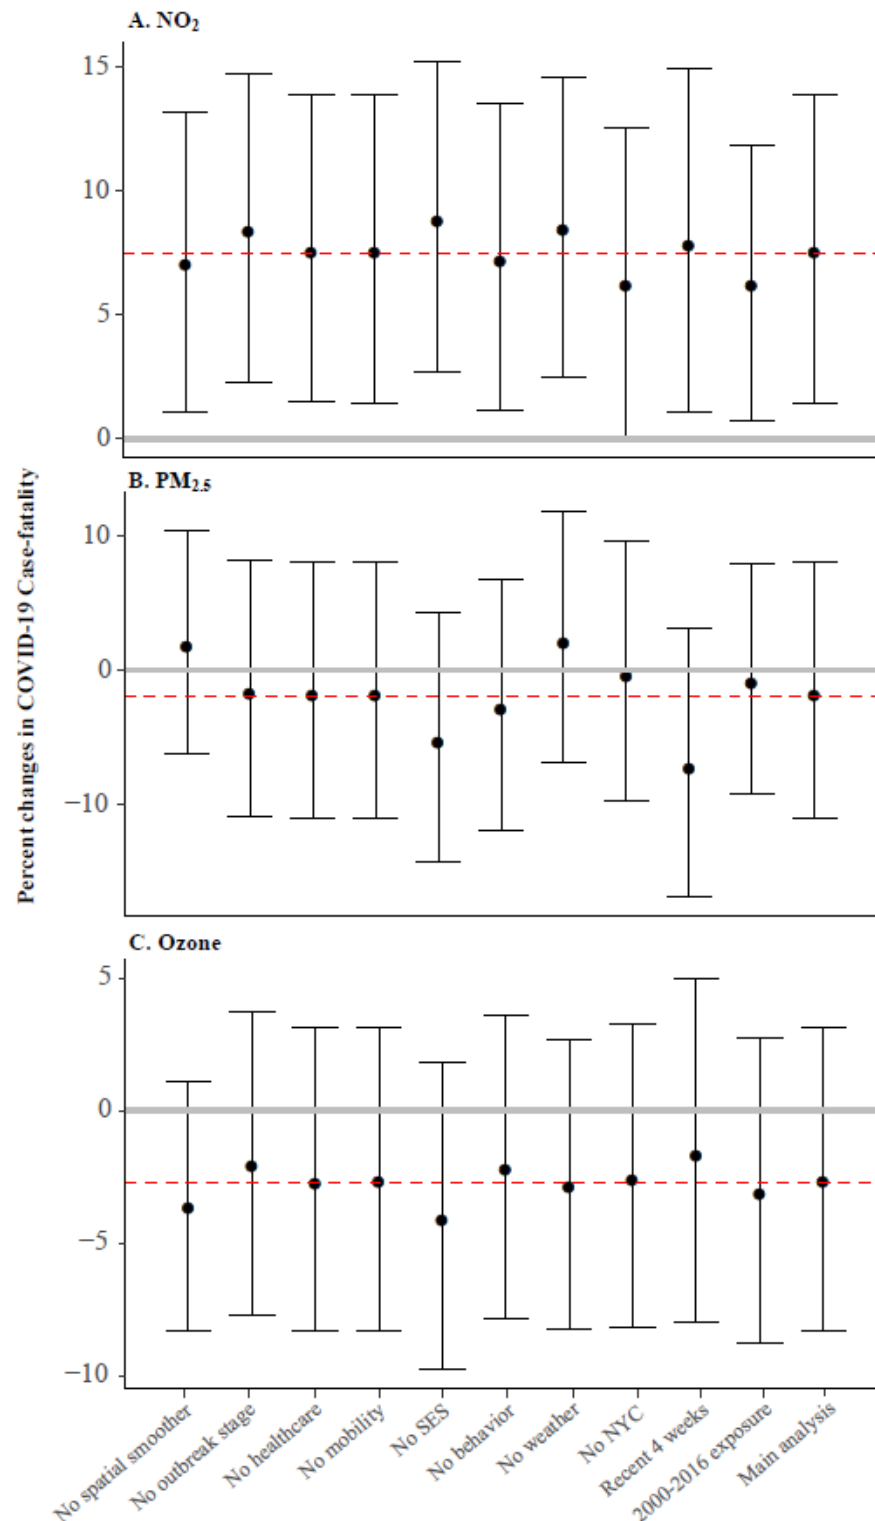 A. NO₂
15
10
5
0
B. PM₂.₅
10
0
−10
C. Ozone
5
0
−5
−10
Percent changes in COVID-19 Case-fatality
No spatial smoother
No outbreak stage
No healthcare
No mobility
No SES
No behavior
No weather
No NYC
Recent 4 weeks
2000-2016 exposure
Main analysis